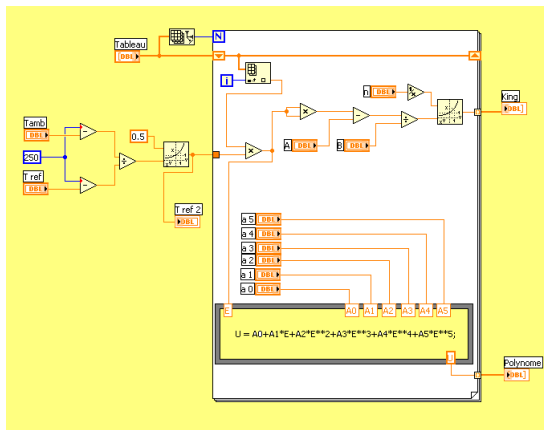 Tableau
DBL
N
i
n
DBL
King
DBL
Tamb
DBL
0.5
250
T ref
DBL
A
DBL
B
DBL
T ref 2
DBL
a 5
DBL
a 4
DBL
a 3
DBL
a 2
DBL
a 1
DBL
a 0
DBL
E
A0
A1
A2
A3
A4
A5
U = A0+A1*E+A2*E**2+A3*E**3+A4*E**4+A5*E**5;
U
Polynome
DBL